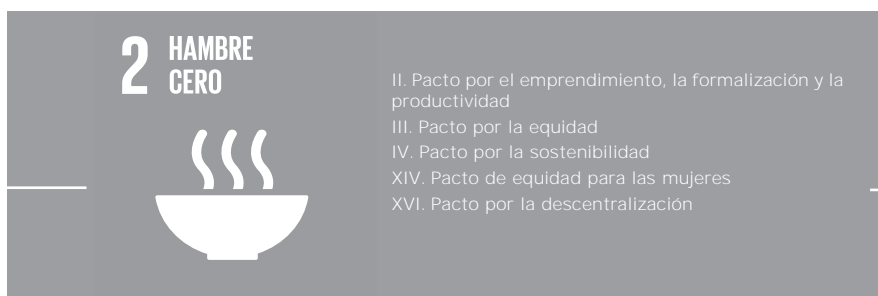 2 HAMBRE
CERO
II. Pacto por el emprendimiento, la formalización y la
productividad
III. Pacto por la equidad
IV. Pacto por la sostenibilidad
XIV. Pacto de equidad para las mujeres
XVI. Pacto por la descentralización